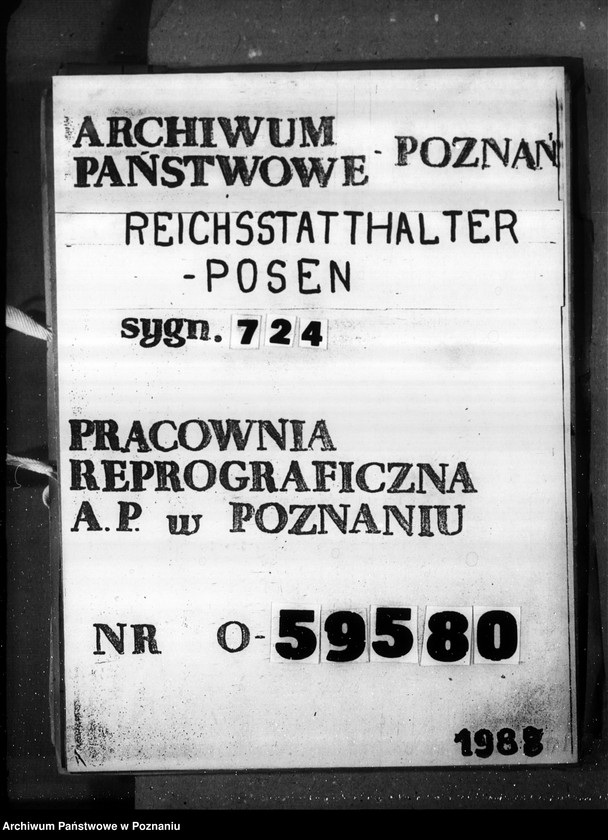 ARCHIWUM
PAŃSTWOWE - POZNAŃ
REICHSSTATTHALTER
-POSEN
sygn. 724
PRACOWNIA
REPROGRAFICZNA
A.P. w POZNANIU
NR O-59580
1988
Archiwum Państwowe w Poznaniu